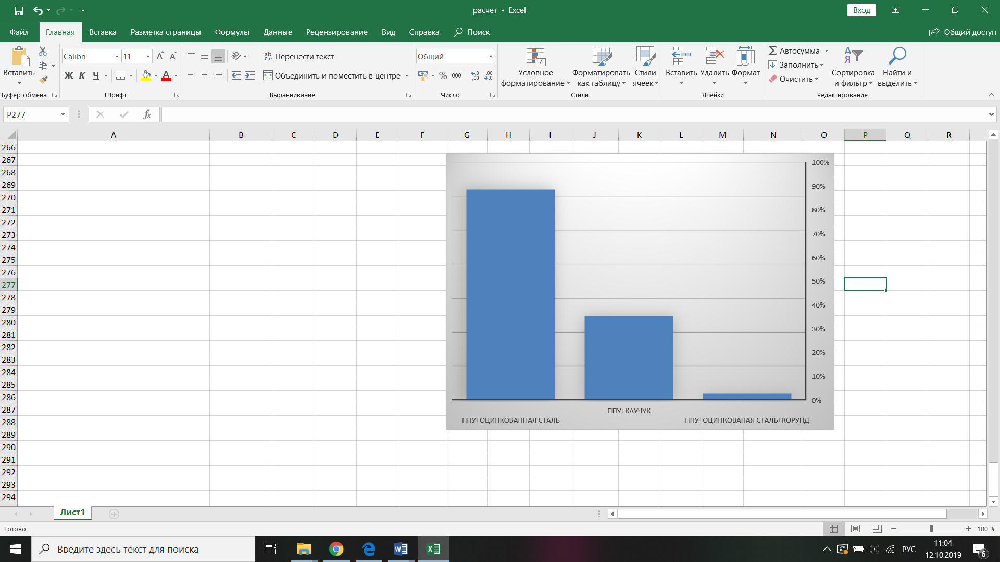 расчет - Excel
Вход
Файл Главная Вставка Разметка страницы Формулы Данные Рецензирование Вид Справка Поиск Общий доступ
Вставить
Буфер обмена
Calibri 11
Ж К Ч
Шрифт
Перенести текст
Объединить и поместить в центре
Выравнивание
Общий
% 000
Число
Условное форматирование
Форматировать как таблицу
Стили ячеек
Стили
Вставить Удалить Формат
Ячейки
Автосумма
Заполнить
Очистить
Сортировка и фильтр
Найти и выделить
Редактирование
P277
fx
A B C D E F G H I J K L M N O P Q R
266
267
268
269
270
271
272
273
274
275
276
277
278
279
280
281
282
283
284
285
286
287
288
289
290
291
292
293
294
100%
90%
80%
70%
60%
50%
40%
30%
20%
10%
0%
ППУ+КАУЧУК
ППУ+ОЦИНКОВАННАЯ СТАЛЬ
ППУ+ОЦИНКОВАНАЯ СТАЛЬ+КОРУНД
Лист1
Готово
100 %
Введите здесь текст для поиска
РУС
11:04
12.10.2019
6